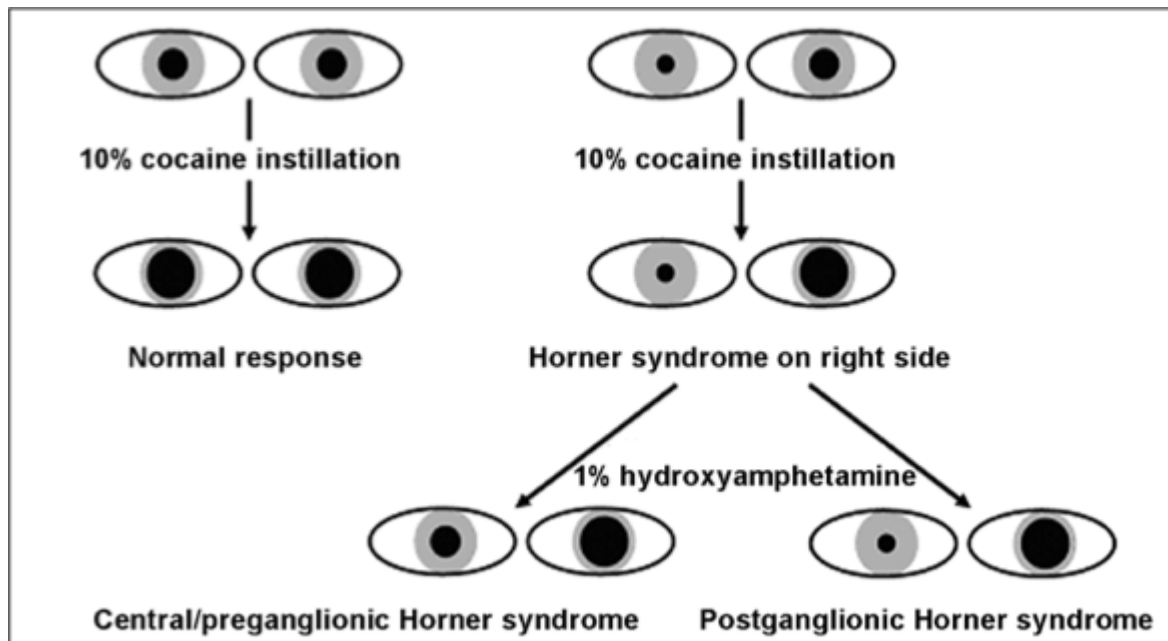 10% cocaine instillation
10% cocaine instillation
Normal response
Horner syndrome on right side
1% hydroxyamphetamine
Central/preganglionic Horner syndrome
Postganglionic Horner syndrome